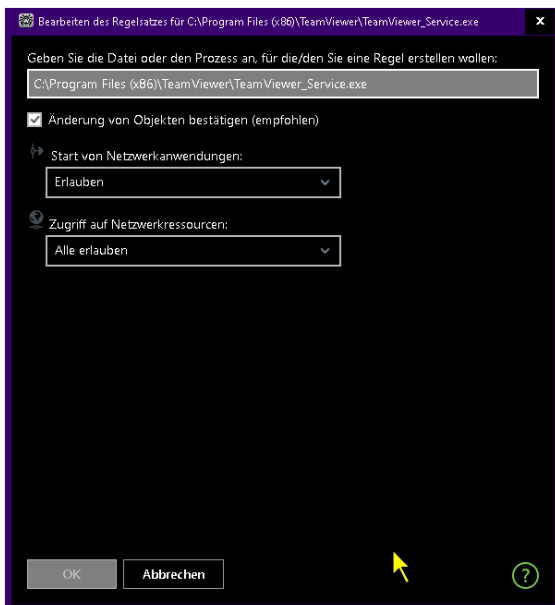 Bearbeiten des Regelsatzes für C:\Program Files (x86)\TeamViewer\TeamViewer_Service.exe
Geben Sie die Datei oder den Prozess an, für die/den Sie eine Regel erstellen wollen:
C:\Program Files (x86)\TeamViewer\TeamViewer_Service.exe
Änderung von Objekten bestätigen (empfohlen)
Start von Netzwerkanwendungen:
Erlauben
Zugriff auf Netzwerkressourcen:
Alle erlauben
OK Abbrechen ?